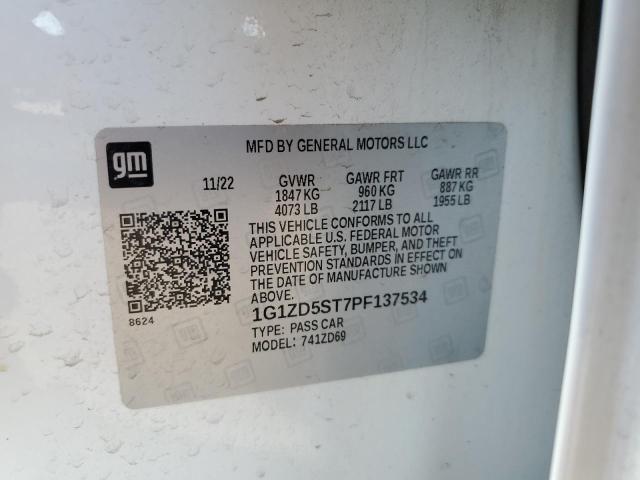 gm
MFD BY GENERAL MOTORS LLC
11/22 GVWR GAWR FRT GAWR RR
1847 KG 960 KG 887 KG
4073 LB 2117 LB 1955 LB
THIS VEHICLE CONFORMS TO ALL
APPLICABLE U.S. FEDERAL MOTOR
VEHICLE SAFETY, BUMPER, AND THEFT
PREVENTION STANDARDS IN EFFECT ON
THE DATE OF MANUFACTURE SHOWN
ABOVE.
8624
1G1ZD5ST7PF137534
TYPE: PASS CAR
MODEL: 741ZD69